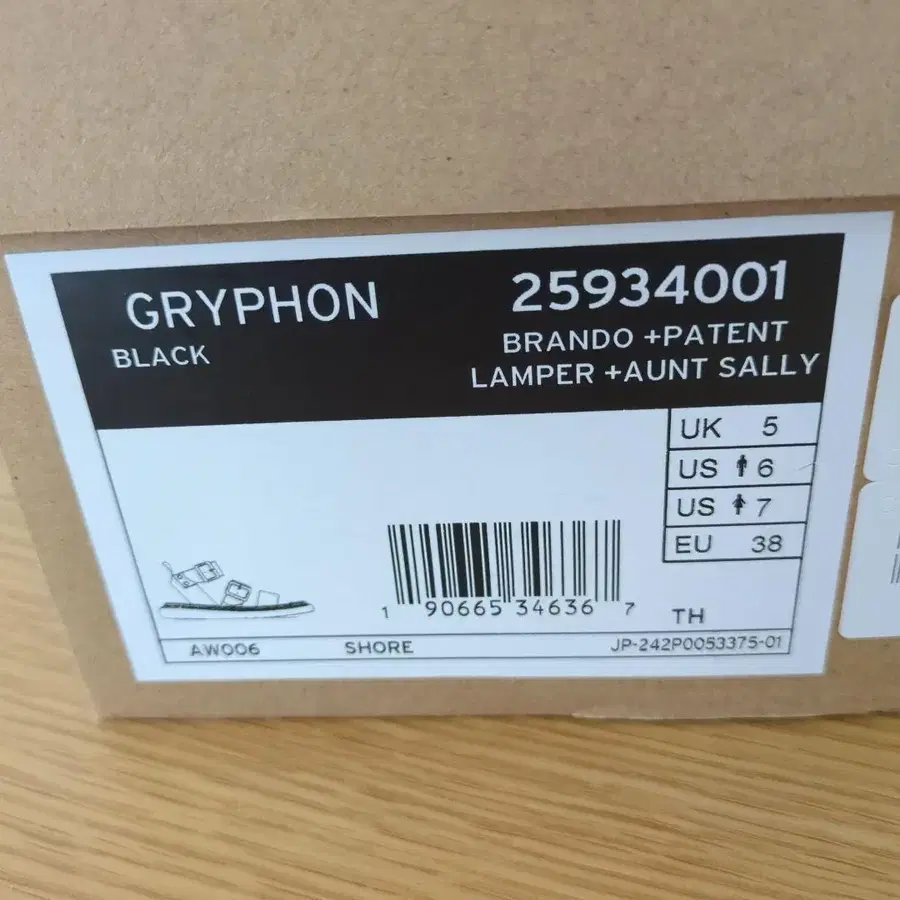 GRYPHON
BLACK
25934001
BRANDO +PATENT
LAMPER +AUNT SALLY
UK 5
US 6
US 7
EU 38
1 90665 34636 7
TH
AW006 SHORE JP-242P0053375-01